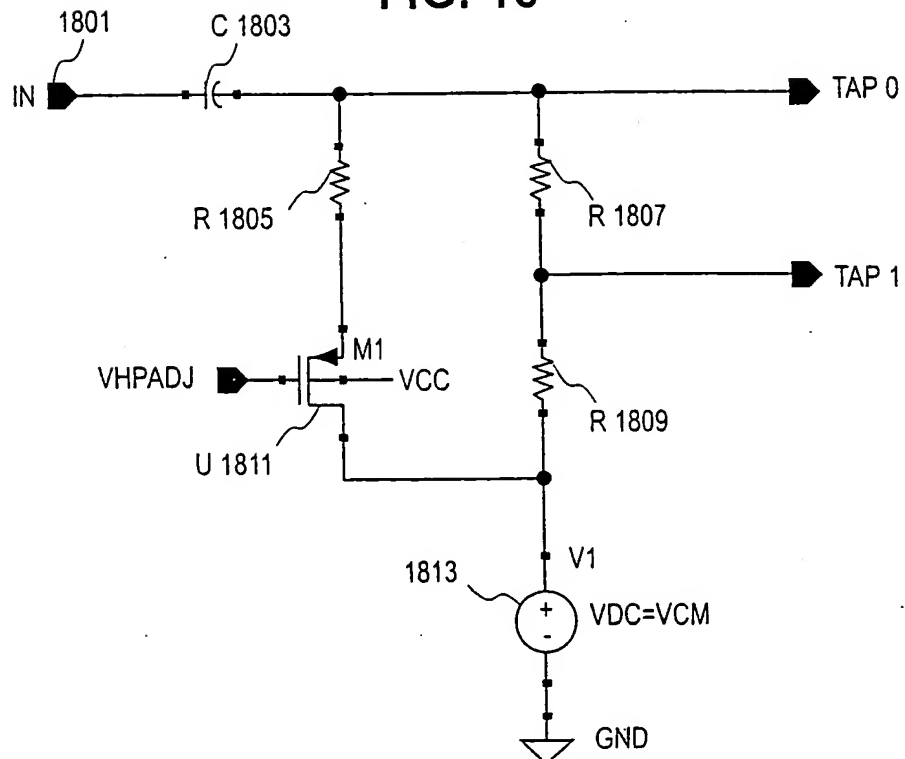 1801
C 1803
IN
TAP 0
R 1805
R 1807
TAP 1
M1
VHPADJ
VCC
R 1809
U 1811
1813
V1
+
VDC=VCM
-
GND